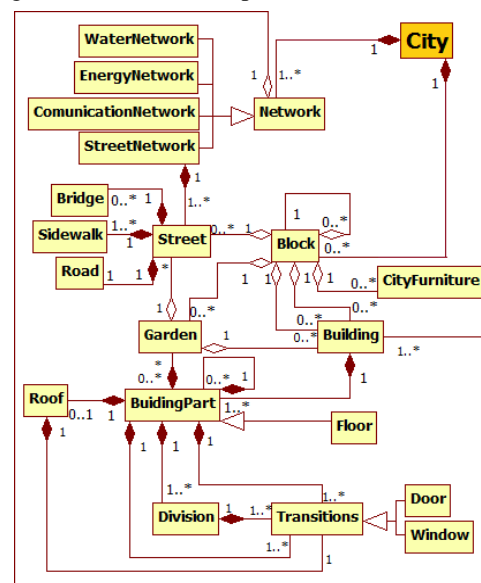 WaterNetwork
City
1
1
EnergyNetwork
1
1..*
ComunicationNetwork
Network
StreetNetwork
1
1
Bridge
0..*
1
1..*
0..*
Sidewalk
1..*
1
Street
0..*
1
Block
0..*
Road
1
1
*
1
1
1
1
0..*
CityFurniture
0..*
0..*
0..*
Garden
1
0..*
Building
1
1..*
*
0..*
0..*
1
1
Roof
0..1
1
BuidingPart
1..*
Floor
1
1
1
1
1..*
1..*
Door
Division
1
1..*
Transitions
Window
1..*
1